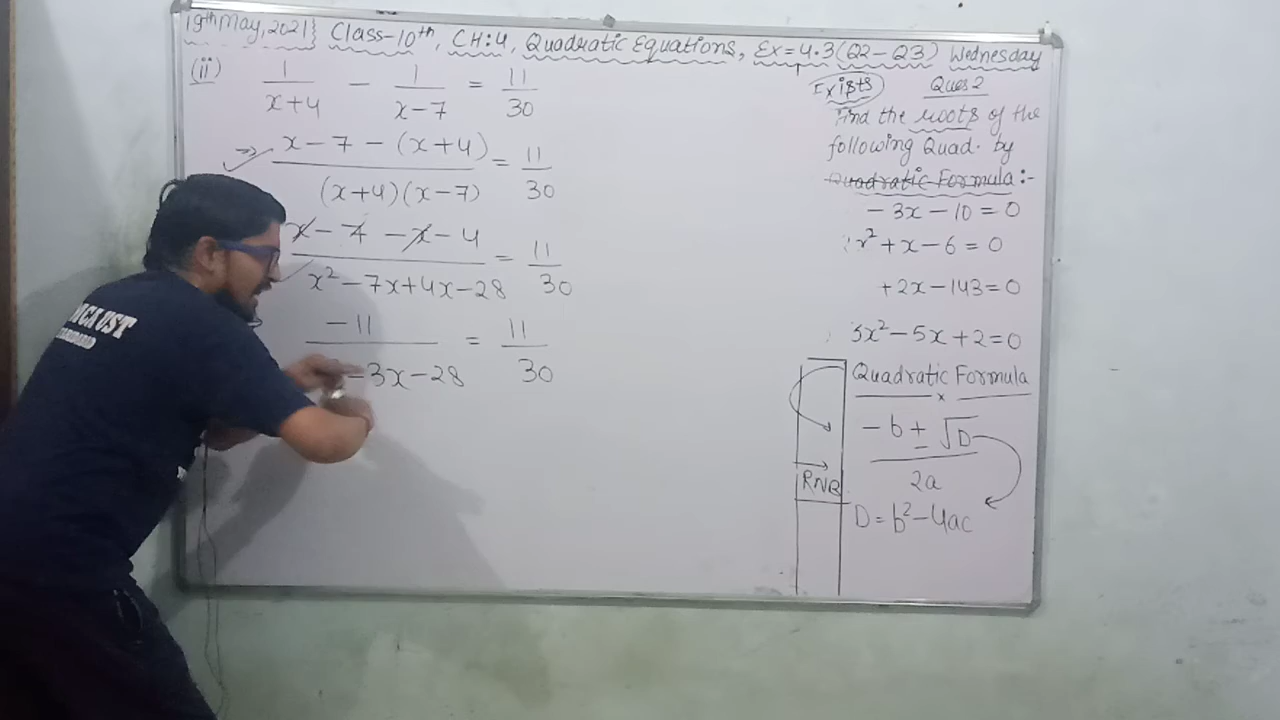 19th May, 2021} Class-10th, CH:4, Quadratic Equations, Ex=4.3(Q2-Q3) Wednesday
(ii) 1/(x+4) - 1/(x-7) = 11/30
⇒ (x-7-(x+4))/((x+4)(x-7)) = 11/30
(x-7-x-4)/(x²-7x+4x-28) = 11/30
-11/(x²-3x-28) = 11/30
Exists
Ques 2
Find the roots of the
following Quad. by
Quadratic Formula:-
-3x-10=0
x²+x-6=0
+2x-143=0
3x²-5x+2=0
Quadratic Formula
(-b±√D)/2a
RNB
D=b²-4ac
UST